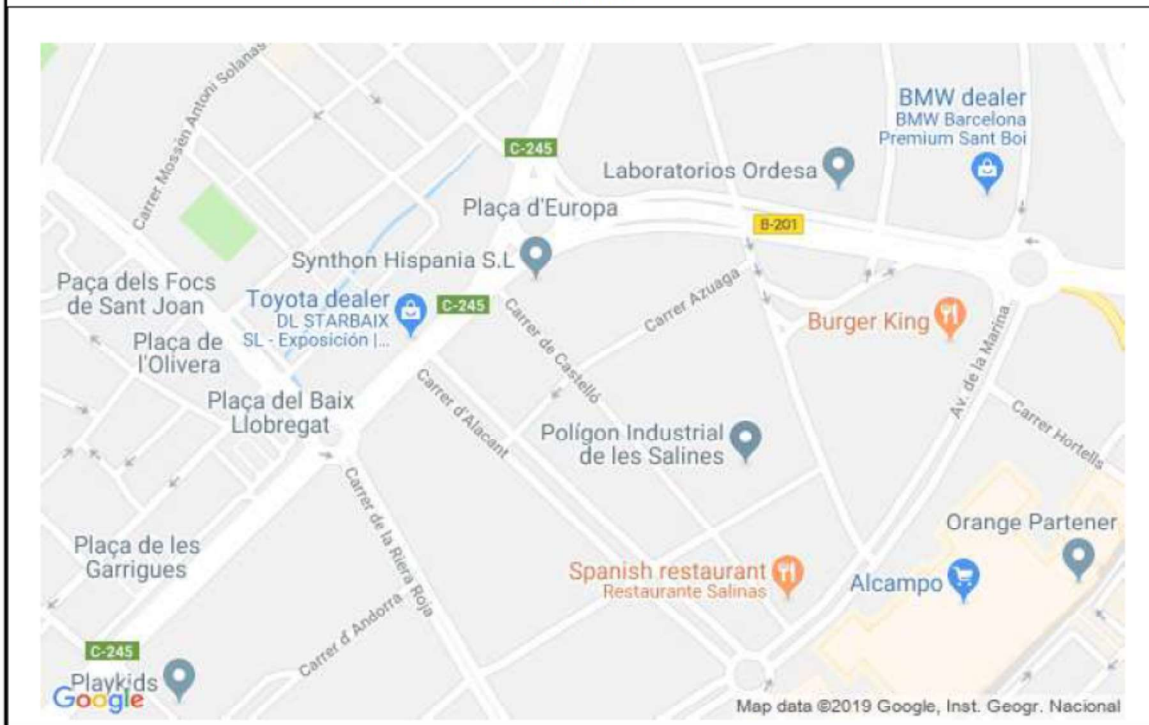 Carrer Mossèn Antoni Solanas
C-245
BMW dealer
BMW Barcelona
Premium Sant Boi
Laboratorios Ordesa
Plaça d'Europa
B-201
Synthon Hispania S.L
Paça dels Focs
de Sant Joan
Toyota dealer
DL STARBAIX
SL - Exposición |...
C-245
Carrer Azuaga
Burger King
Plaça de
l'Olivera
Carrer de Castelló
Av. de la Marina
Plaça del Baix
Llobregat
Carrer d'Alacant
Carrer Hortells
Polígon Industrial
de les Salines
Carrer de la Riera Roja
Orange Partener
Plaça de les
Garrigues
Spanish restaurant
Restaurante Salinas
Alcampo
Carrer d Andorra
C-245
Playkids
Google
Map data ©2019 Google, Inst. Geogr. Nacional